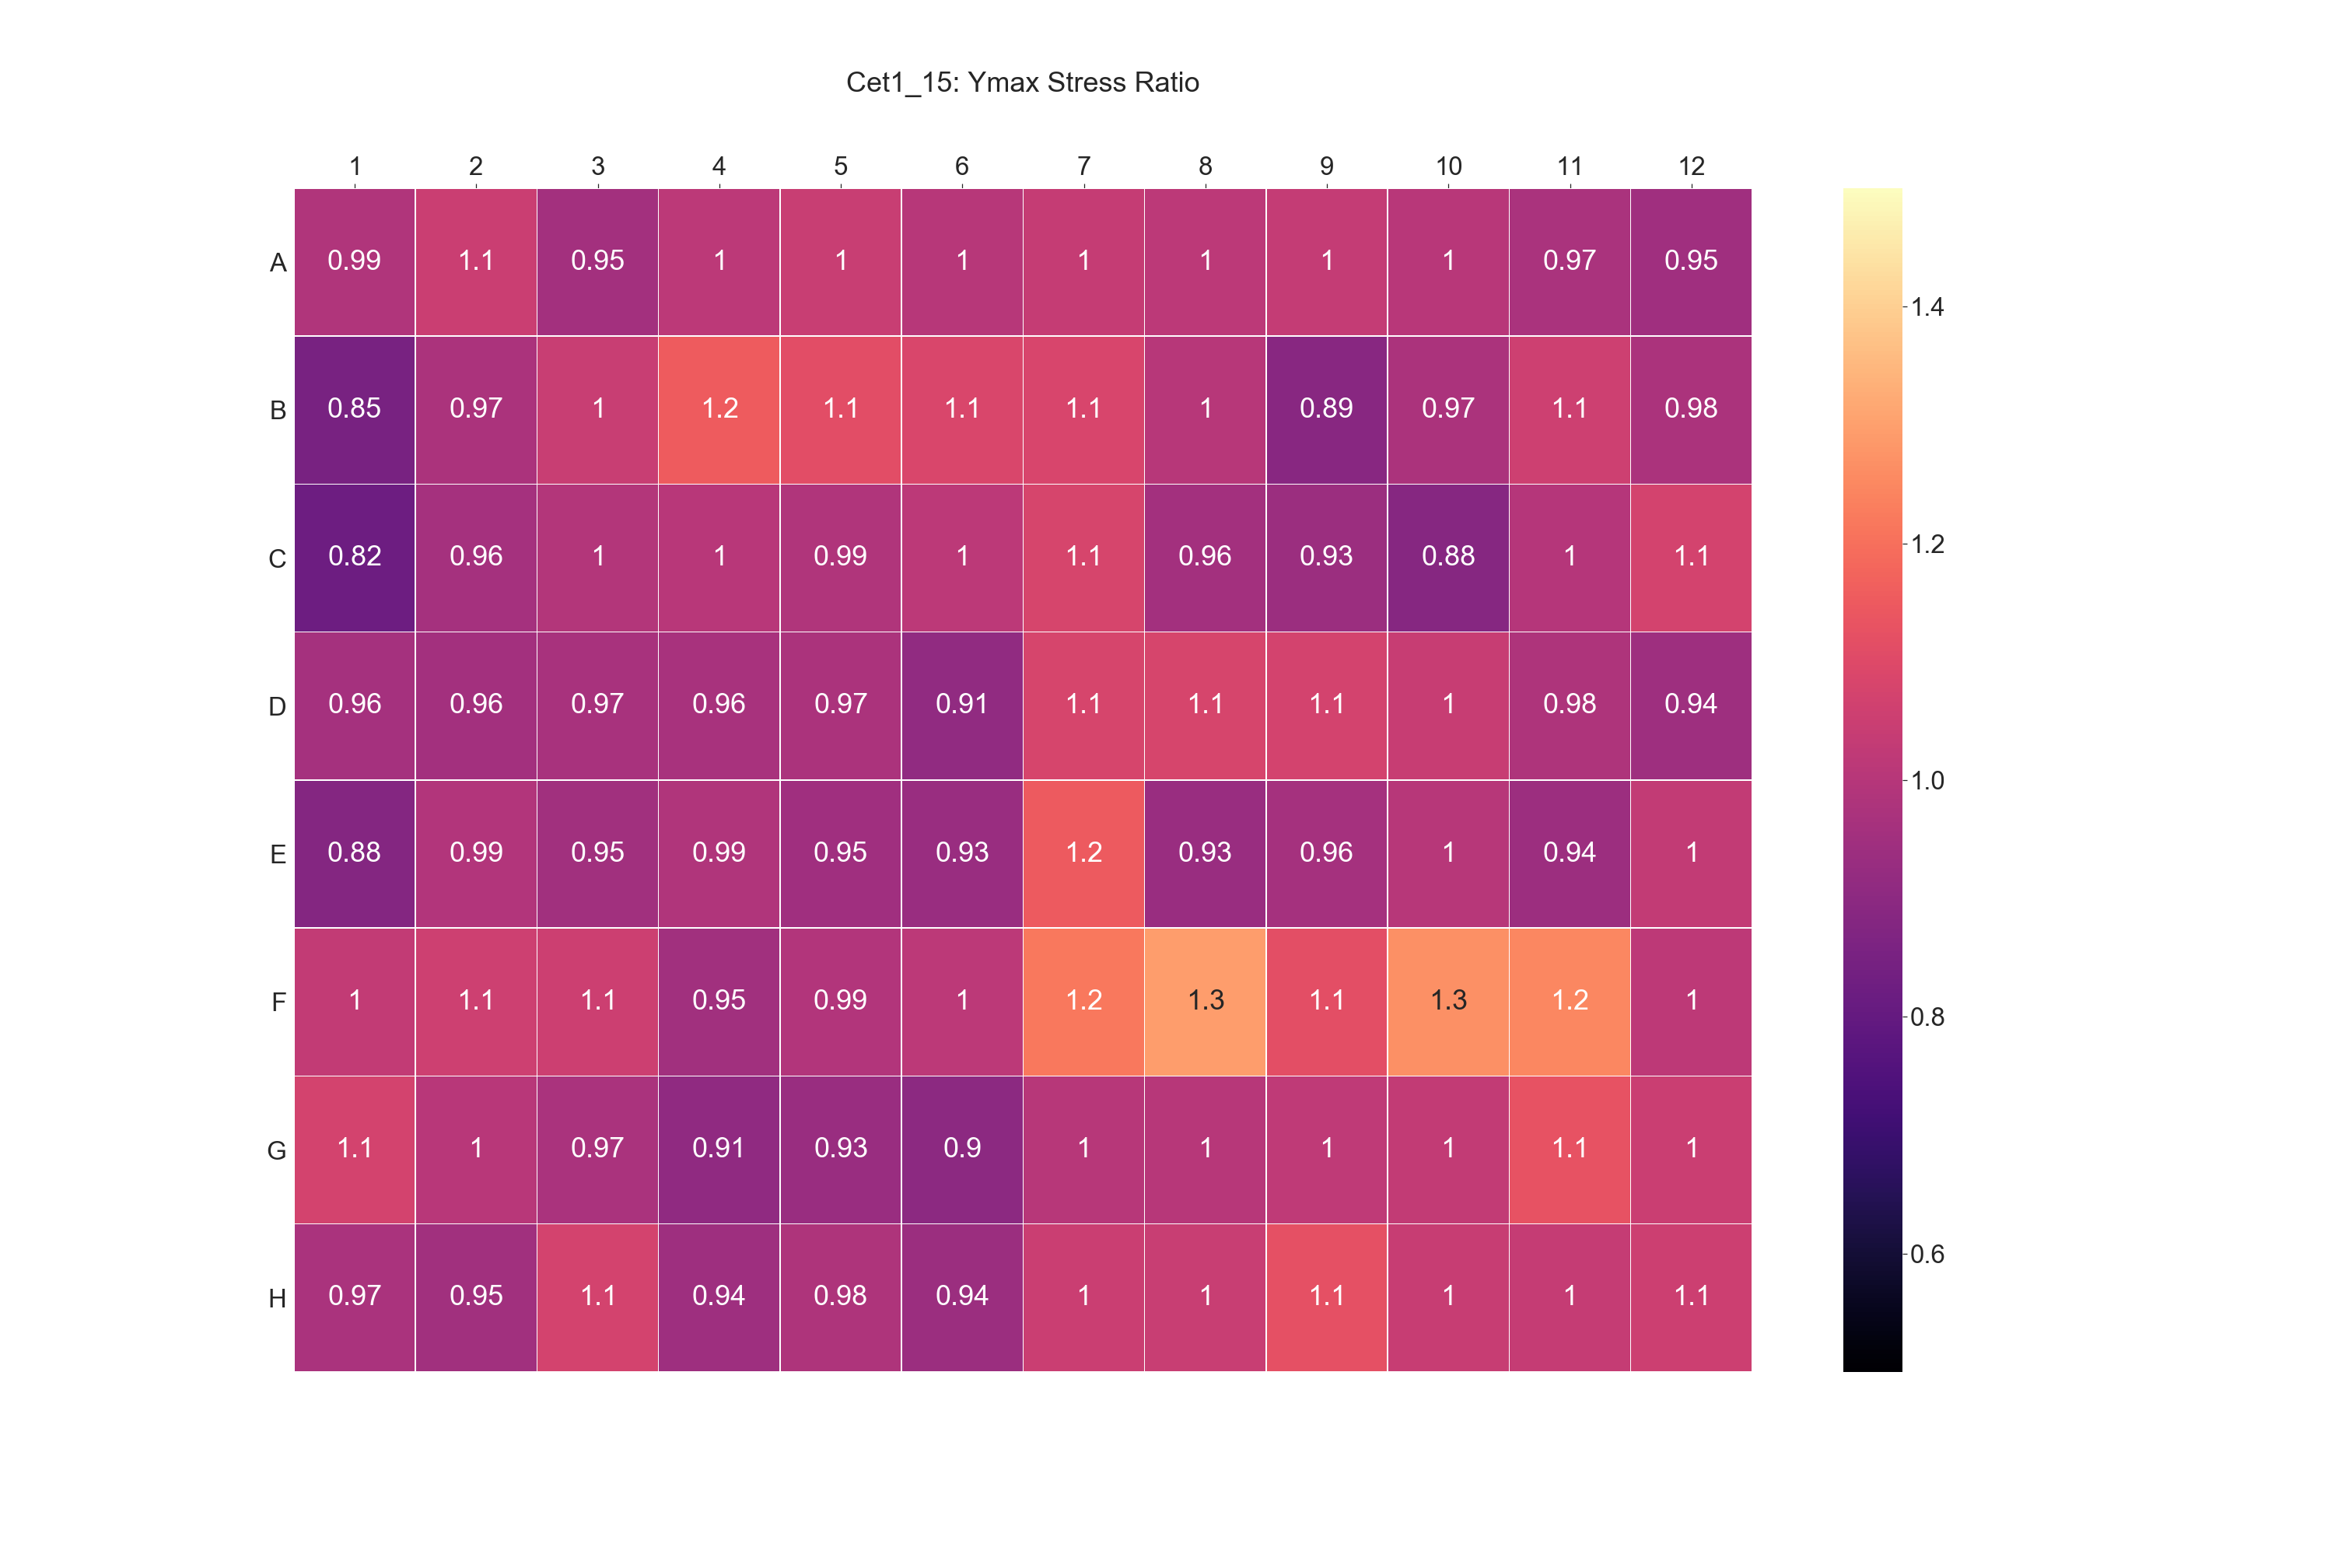 Cet1_15: Ymax Stress Ratio
1 2 3 4 5 6 7 8 9 10 11 12
A 0.99 1.1 0.95 1 1 1 1 1 1 1 0.97 0.95
B 0.85 0.97 1 1.2 1.1 1.1 1.1 1 0.89 0.97 1.1 0.98
C 0.82 0.96 1 1 0.99 1 1.1 0.96 0.93 0.88 1 1.1
D 0.96 0.96 0.97 0.96 0.97 0.91 1.1 1.1 1.1 1 0.98 0.94
E 0.88 0.99 0.95 0.99 0.95 0.93 1.2 0.93 0.96 1 0.94 1
F 1 1.1 1.1 0.95 0.99 1 1.2 1.3 1.1 1.3 1.2 1
G 1.1 1 0.97 0.91 0.93 0.9 1 1 1 1 1.1 1
H 0.97 0.95 1.1 0.94 0.98 0.94 1 1 1.1 1 1 1.1
1.4
1.2
1.0
0.8
0.6